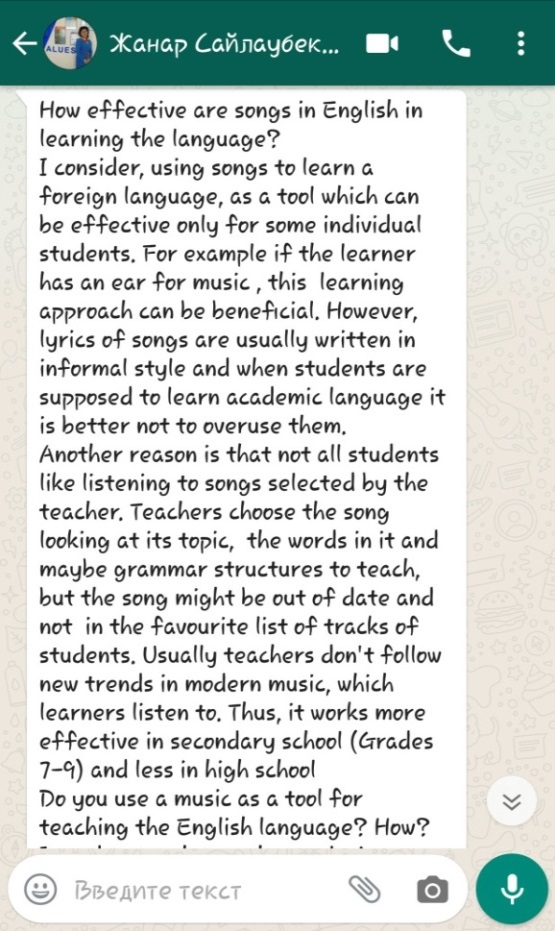 ALUES
Жанар Сайлаубек...
How effective are songs in English in
learning the language?
I consider, using songs to learn a
foreign language, as a tool which can
be effective only for some individual
students. For example if the learner
has an ear for music , this learning
approach can be beneficial. However,
lyrics of songs are usually written in
informal style and when students are
supposed to learn academic language it
is better not to overuse them.
Another reason is that not all students
like listening to songs selected by the
teacher. Teachers choose the song
looking at its topic, the words in it and
maybe grammar structures to teach,
but the song might be out of date and
not in the favourite list of tracks of
students. Usually teachers don't follow
new trends in modern music, which
learners listen to. Thus, it works more
effective in secondary school (Grades
7-9) and less in high school
Do you use a music as a tool for
teaching the English language? How?
Введите текст